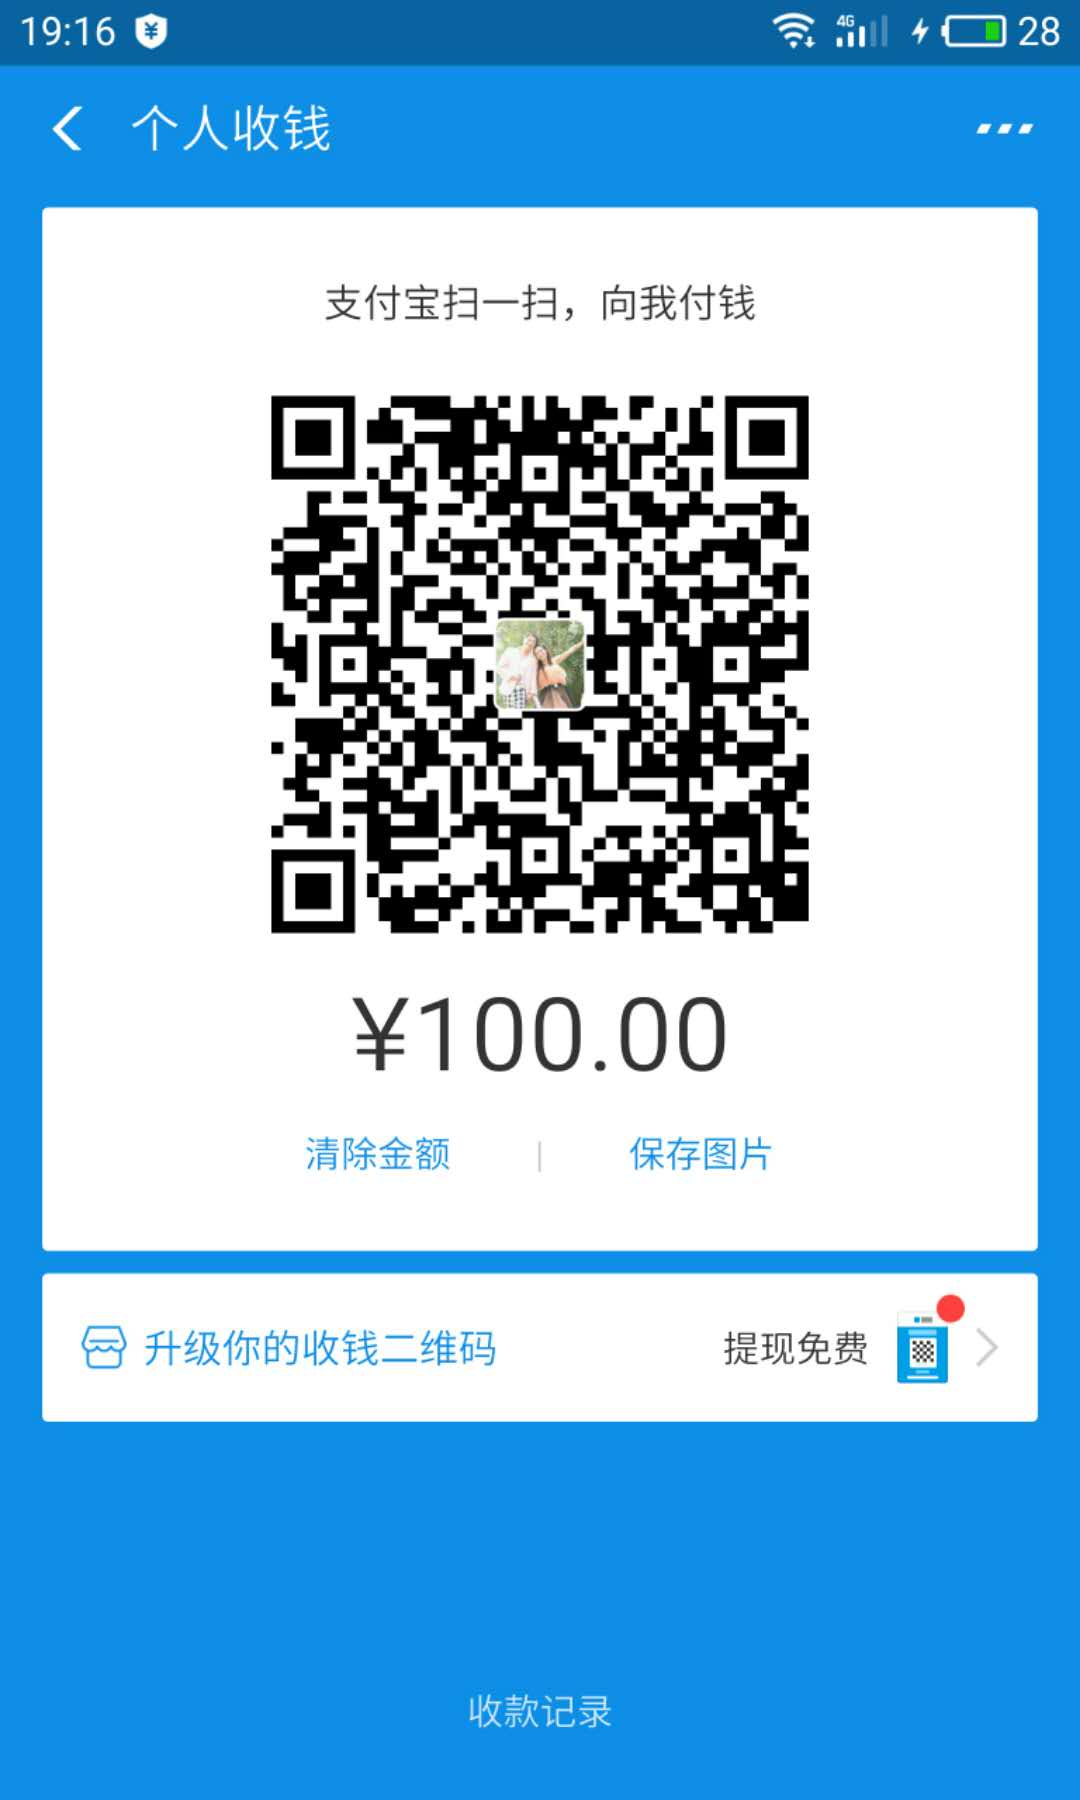 19:16
4G
28
个人收钱
支付宝扫一扫，向我付钱
¥100.00
清除金额 | 保存图片
升级你的收钱二维码 提现免费
收款记录